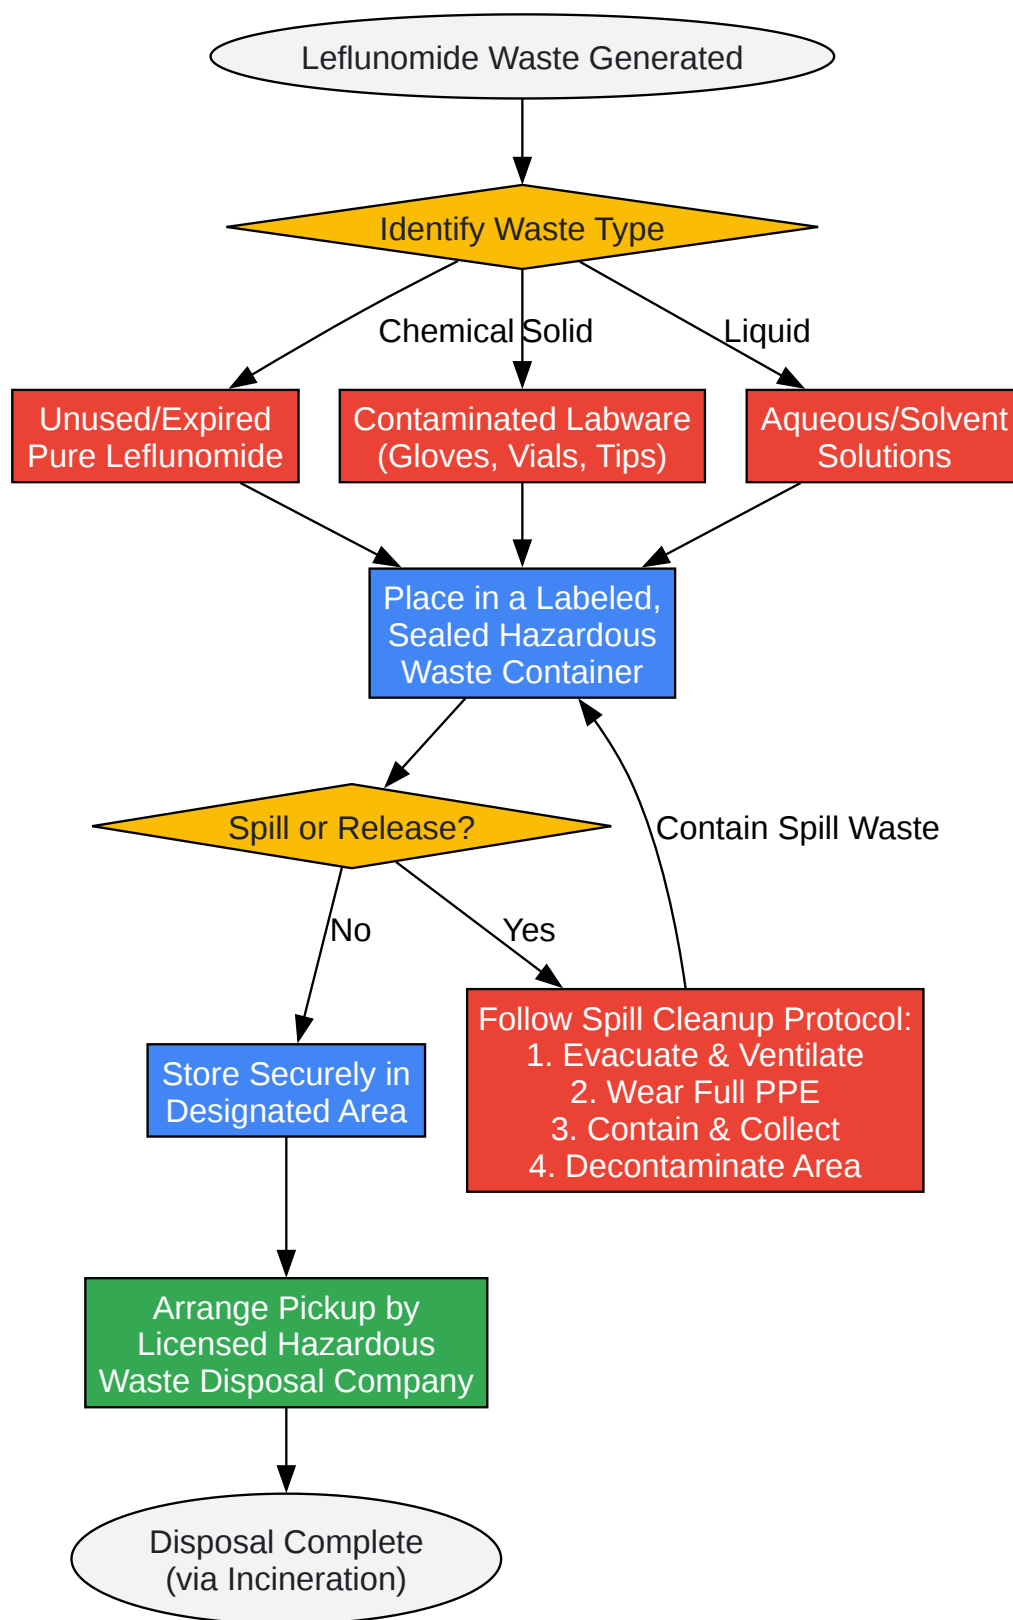 Leflunomide Waste Generated
Identify Waste Type
Chemical
Solid
Liquid
Unused/Expired
Pure Leflunomide
Contaminated Labware
(Gloves, Vials, Tips)
Aqueous/Solvent
Solutions
Place in a Labeled,
Sealed Hazardous
Waste Container
Spill or Release?
Contain Spill Waste
No
Yes
Follow Spill Cleanup Protocol:
1. Evacuate & Ventilate
2. Wear Full PPE
3. Contain & Collect
4. Decontaminate Area
Store Securely in
Designated Area
Arrange Pickup by
Licensed Hazardous
Waste Disposal Company
Disposal Complete
(via Incineration)